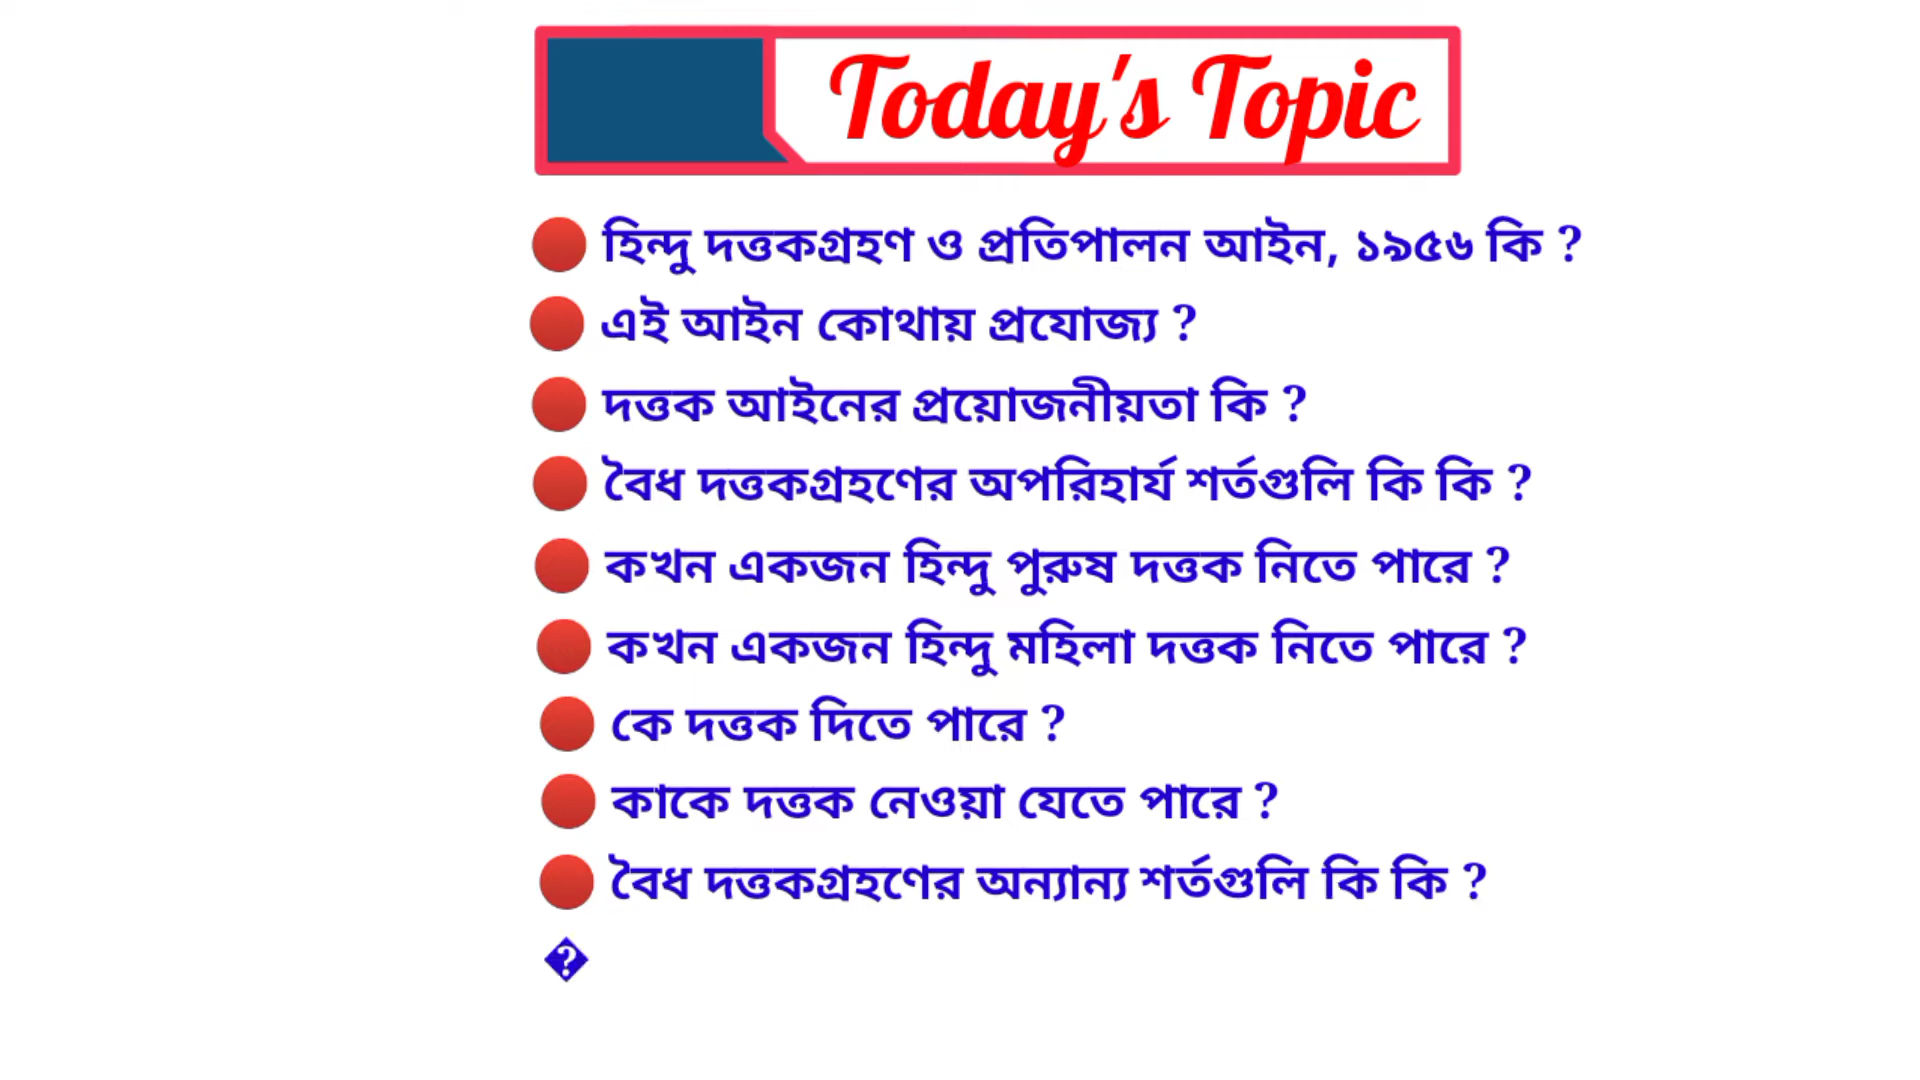 Today's Topic
হিন্দু দত্তকগ্রহণ ও প্রতিপালন আইন, ১৯৫৬ কি ?
এই আইন কোথায় প্রযোজ্য ?
দত্তক আইনের প্রয়োজনীয়তা কি ?
বৈধ দত্তকগ্রহণের অপরিহার্য শর্তগুলি কি কি ?
কখন একজন হিন্দু পুরুষ দত্তক নিতে পারে ?
কখন একজন হিন্দু মহিলা দত্তক নিতে পারে ?
কে দত্তক দিতে পারে ?
কাকে দত্তক নেওয়া যেতে পারে ?
বৈধ দত্তকগ্রহণের অন্যান্য শর্তগুলি কি কি ?
�